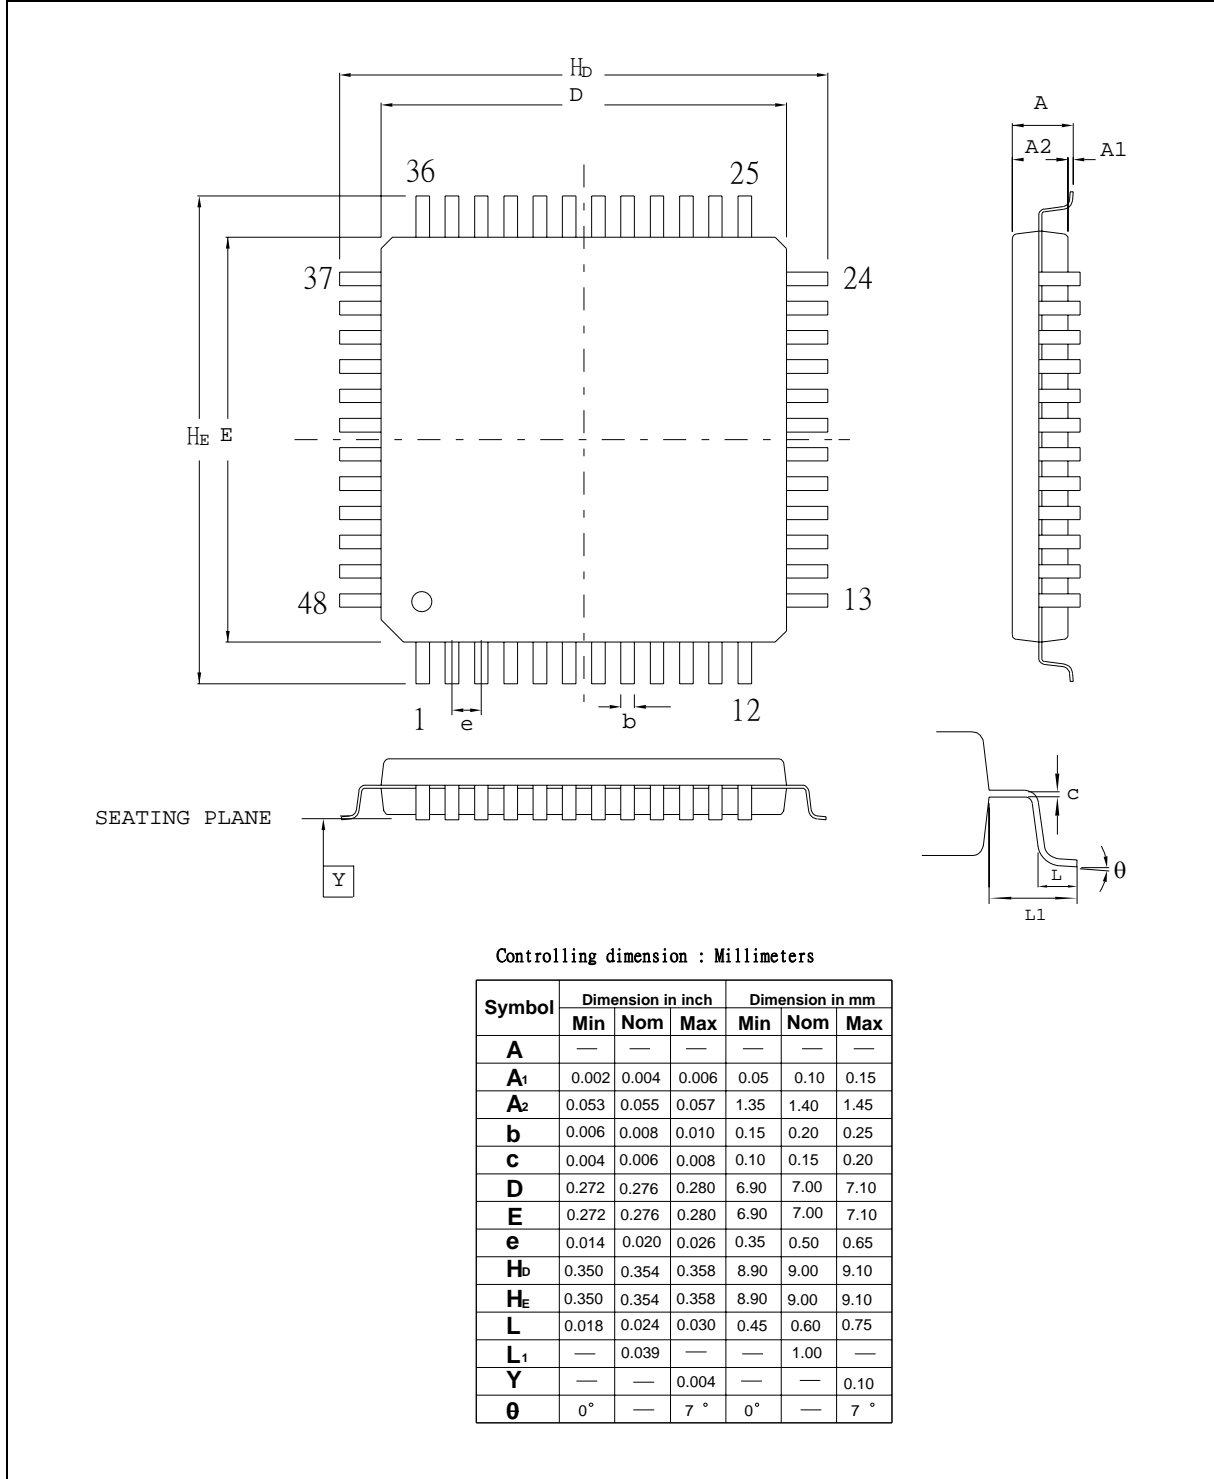 HD
D
A
A2 A1
36 25
37 24
HE E
48 13
1 e b 12
SEATING PLANE
Y
c
L
θ
L1
Controlling dimension : Millimeters
Symbol Dimension in inch Dimension in mm
Min Nom Max Min Nom Max
A — — — — — —
A1 0.002 0.004 0.006 0.05 0.10 0.15
A2 0.053 0.055 0.057 1.35 1.40 1.45
b 0.006 0.008 0.010 0.15 0.20 0.25
c 0.004 0.006 0.008 0.10 0.15 0.20
D 0.272 0.276 0.280 6.90 7.00 7.10
E 0.272 0.276 0.280 6.90 7.00 7.10
e 0.014 0.020 0.026 0.35 0.50 0.65
HD 0.350 0.354 0.358 8.90 9.00 9.10
HE 0.350 0.354 0.358 8.90 9.00 9.10
L 0.018 0.024 0.030 0.45 0.60 0.75
L1 — 0.039 — — 1.00 —
Y — — 0.004 — — 0.10
θ 0° — 7 ° 0° — 7 °